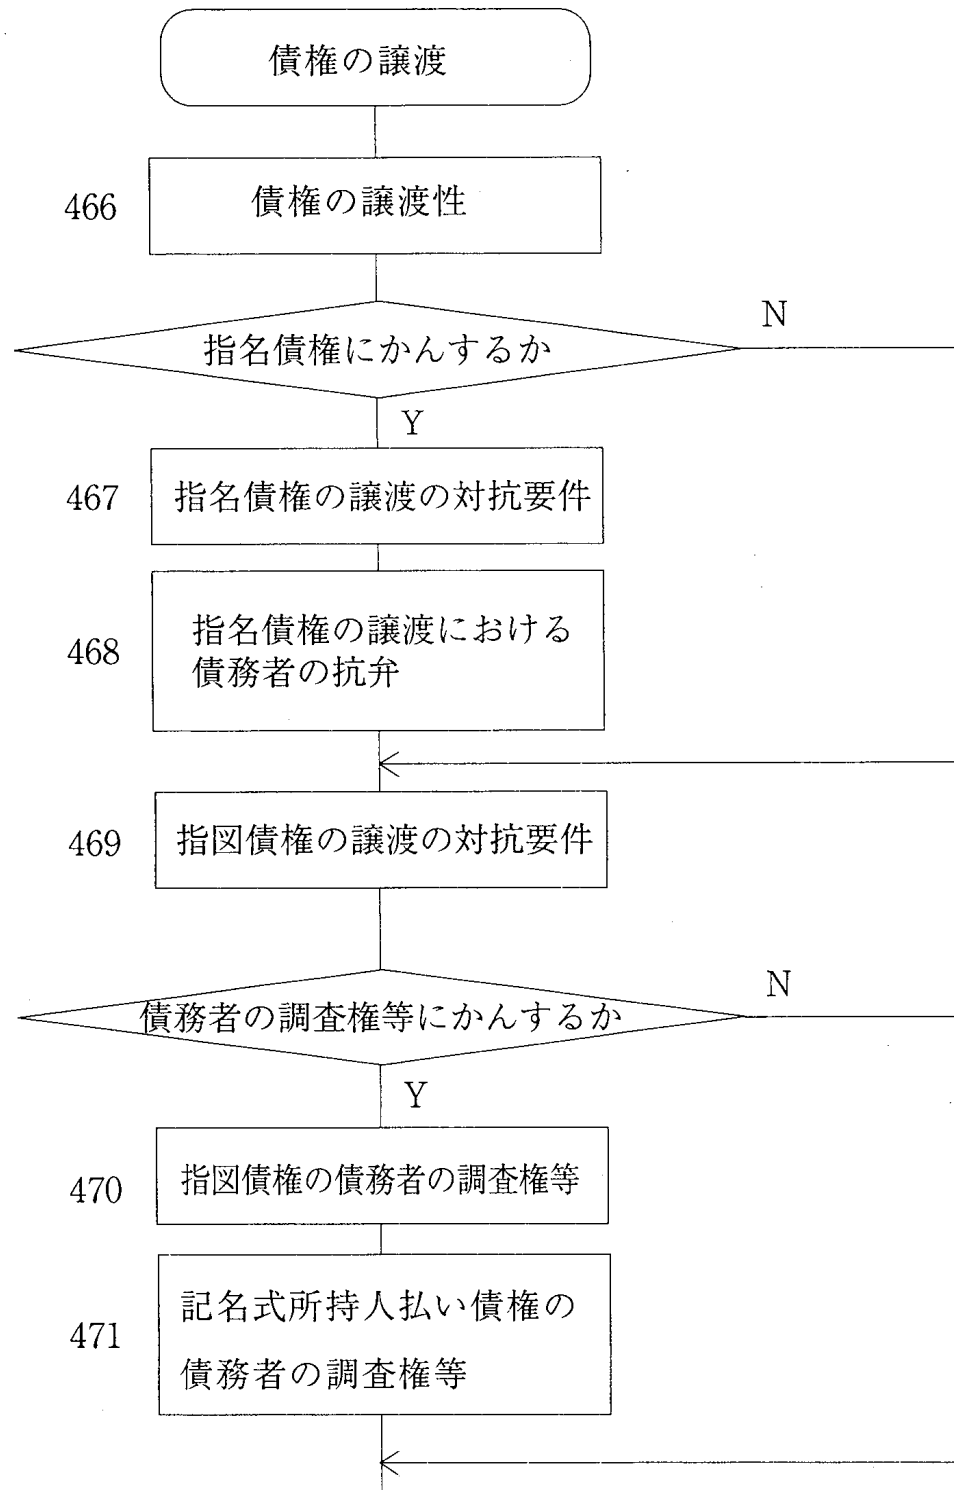 債権の譲渡
466
債権の譲渡性
指名債権にかんするか
N
Y
467
指名債権の譲渡の対抗要件
468
指名債権の譲渡における
債務者の抗弁
469
指図債権の譲渡の対抗要件
債務者の調査権等にかんするか
N
Y
470
指図債権の債務者の調査権等
471
記名式所持人払い債権の
債務者の調査権等